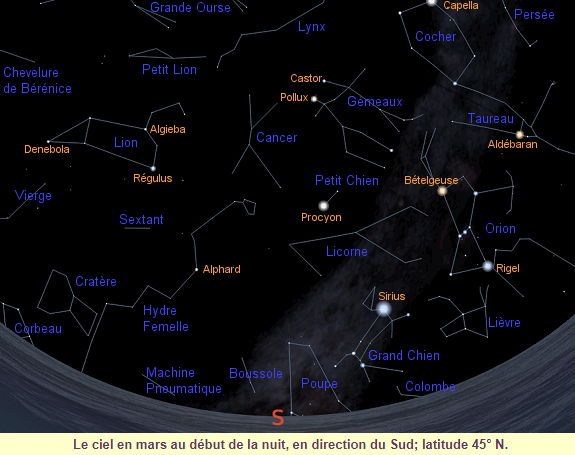 Grande Ourse
Capella
Persée
Lynx
Cocher
Chevelure
de Bérénice
Petit Lion
Castor
Pollux
Gémeaux
Taureau
Algieba
Lion
Cancer
Aldébaran
Denebola
Régulus
Petit Chien
Bételgeuse
Vierge
Sextant
Procyon
Orion
Licorne
Alphard
Rigel
Cratère
Sirius
Hydre
Femelle
Corbeau
Lièvre
Grand Chien
Machine
Pneumatique
Boussole
Poupe
Colombe
S
Le ciel en mars au début de la nuit, en direction du Sud; latitude 45° N.